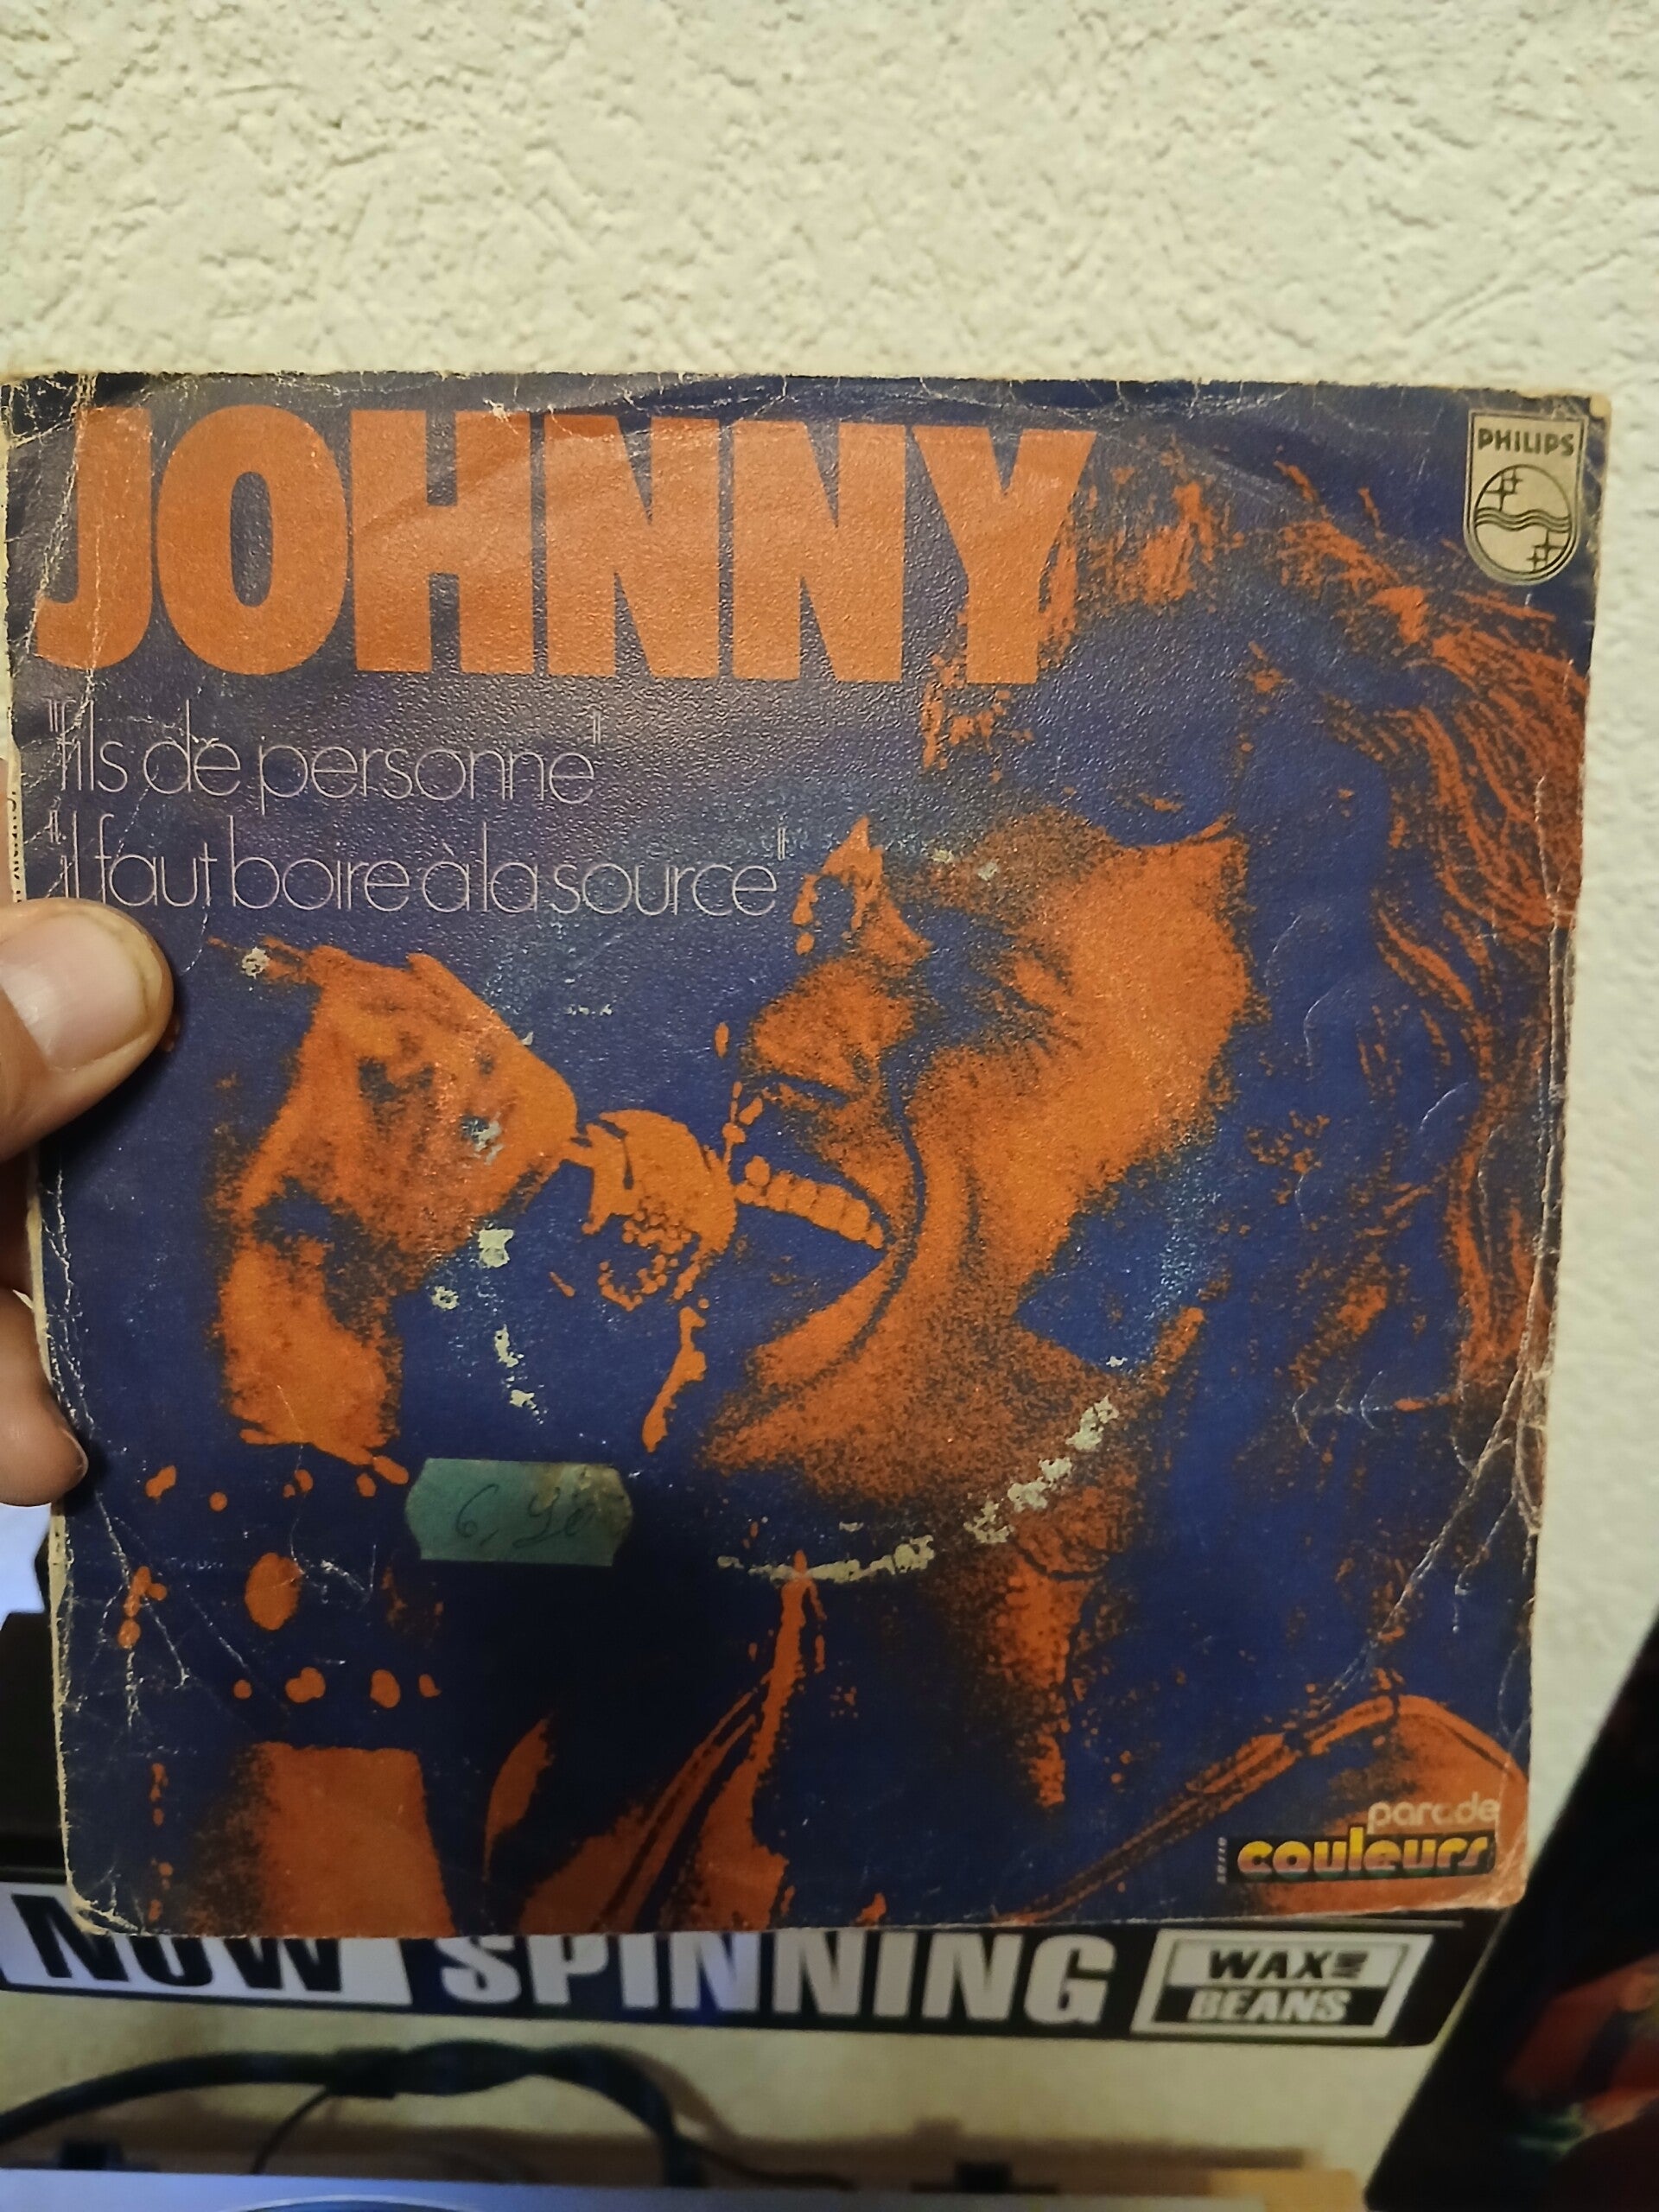 JOHNNY
PHILIPS
"fils de personne"
"il faut boire à la source"
6,90
parade
couleurs
NOW SPINNING
WAX
BEANS